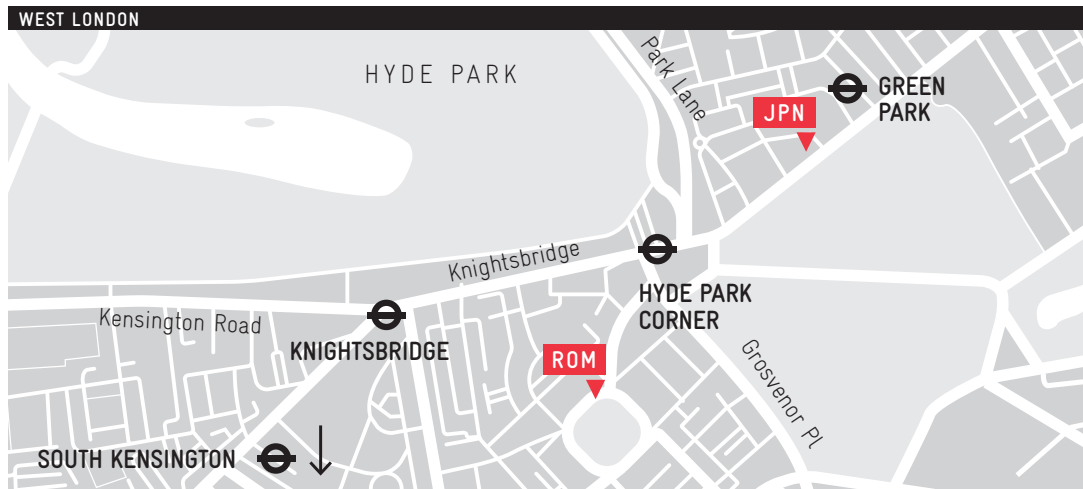 WEST LONDON
HYDE PARK
Park Lane
GREEN
PARK
JPN
Knightsbridge
HYDE PARK
CORNER
Kensington Road
KNIGHTSBRIDGE
ROM
Grosvenor Pl
SOUTH KENSINGTON